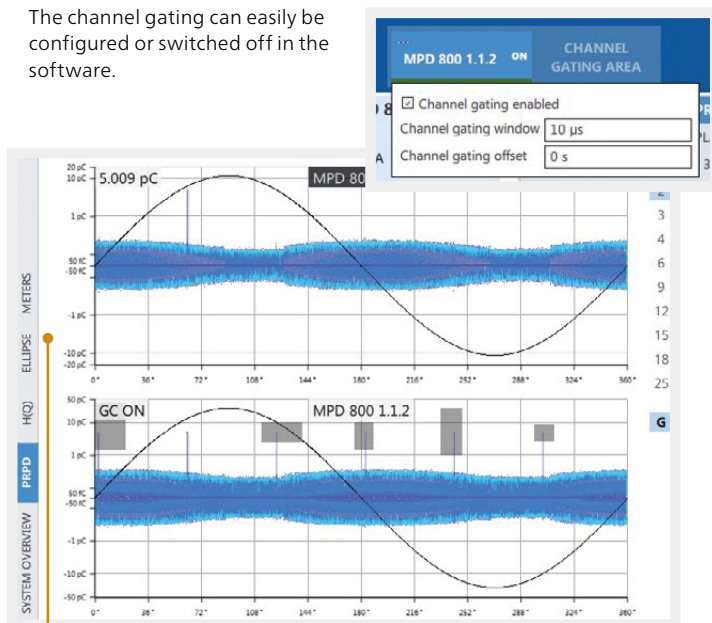 The channel gating can easily be
configured or switched off in the
software.
...
MPD 800 1.1.2 ON
CHANNEL
GATING AREA
Channel gating enabled
Channel gating window 10 µs
Channel gating offset 0 s
METERS
ELLIPSE
H(Q)
PRPD
SYSTEM OVERVIEW
20 pC
10 pC
1 pC
50 fC
-50 fC
-1 pC
-10 pC
-20 pC
5.009 pC
MPD 80
0° 36° 72° 108° 144° 180° 216° 252° 288° 324° 360°
3
4
6
9
12
15
18
25
G
50 pC
10 pC
1 pC
50 fC
-50 fC
-1 pC
-10 pC
-50 pC
GC ON
MPD 800 1.1.2
0° 36° 72° 108° 144° 180° 216° 252° 288° 324° 360°